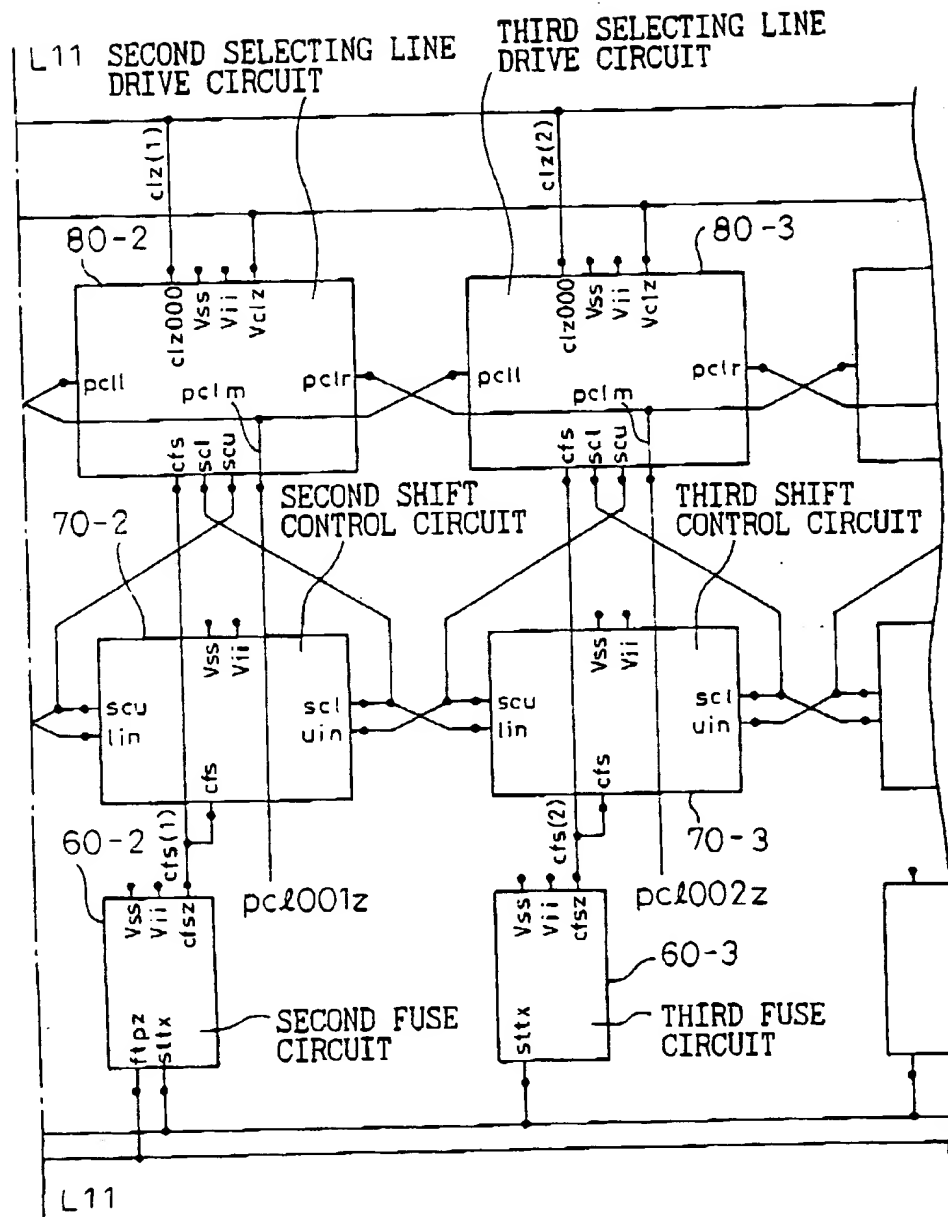 L11
SECOND SELECTING LINE
DRIVE CIRCUIT
THIRD SELECTING LINE
DRIVE CIRCUIT
clz(1)
clz(2)
80-2
80-3
clz000
Vss
Vii
Vclz
clz000
Vss
Vii
Vclz
pcll
pclr
pclm
pcll
pclr
pclm
cfs
scl
scu
cfs
scl
scu
70-2
SECOND SHIFT
CONTROL CIRCUIT
THIRD SHIFT
CONTROL CIRCUIT
Vss
Vii
Vss
Vii
scu
lin
scl
uin
scu
lin
scl
uin
cfs
cfs
60-2
cfs(1)
cfs(2)
70-3
Vss
Vii
cfsz
pcl001z
Vss
Vii
cfsz
pcl002z
60-3
ftpz
sttx
SECOND FUSE
CIRCUIT
sttx
THIRD FUSE
CIRCUIT
L11